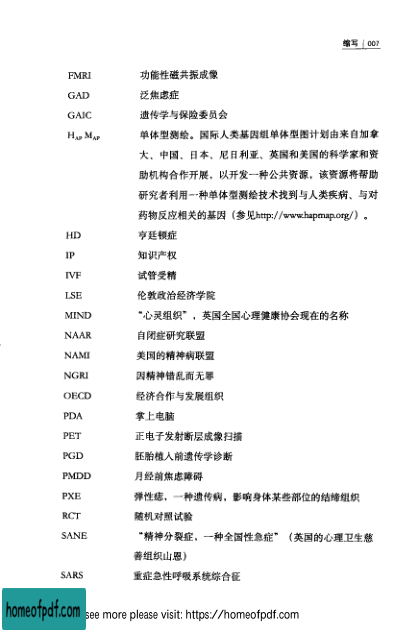 缩写 | 007
FMRI 功能性磁共振成像
GAD 泛焦虑症
GAIC 遗传学与保险委员会
HAP MAP 单体型测绘。国际人类基因组单体型图计划由来自加拿
大、中国、日本、尼日利亚、英国和美国的科学家和资
助机构合作开展，以开发一种公共资源，该资源将帮助
研究者利用一种单体型测绘技术找到与人类疾病、与对
药物反应相关的基因（参见http://www.hapmap.org/）。
HD 亨廷顿症
IP 知识产权
IVF 试管受精
LSE 伦敦政治经济学院
MIND “心灵组织”，英国全国心理健康协会现在的名称
NAAR 自闭症研究联盟
NAMI 美国的精神病联盟
NGRI 因精神错乱而无罪
OECD 经济合作与发展组织
PDA 掌上电脑
PET 正电子发射断层成像扫描
PGD 胚胎植入前遗传学诊断
PMDD 月经前焦虑障碍
PXE 弹性痣，一种遗传病，影响身体某些部位的结缔组织
RCT 随机对照试验
SANE “精神分裂症，一种全国性急症”（英国的心理卫生慈
善组织山恩）
SARS 重症急性呼吸系统综合征
homeofpdf.com see more please visit: https://homeofpdf.com